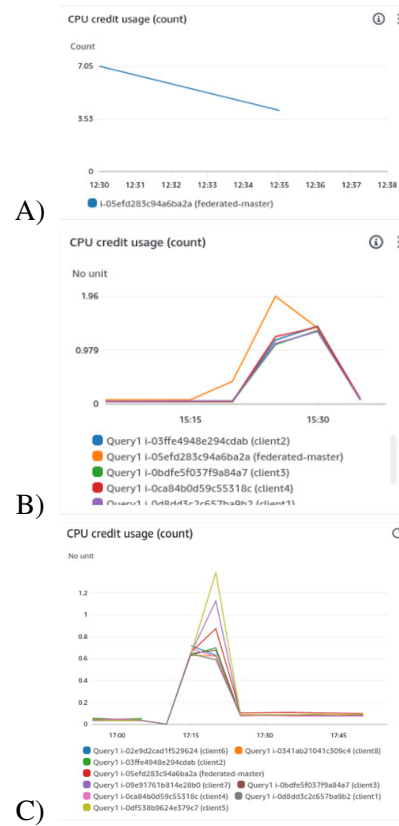 CPU credit usage (count)
Count
7.05
3.53
0
12:30 12:31 12:32 12:33 12:34 12:35 12:36 12:37 12:38
i-05efd283c94a6ba2a (federated-master)
A)
CPU credit usage (count)
No unit
1.96
0.979
0
15:15 15:30
Query1 i-03ffe4948e294cdab (client2)
Query1 i-05efd283c94a6ba2a (federated-master)
Query1 i-0bdfe5f037f9a84a7 (client3)
Query1 i-0ca84b0d59c55318c (client4)
Query1 i-0d8dd3c2c657ba9b2 (client1)
B)
CPU credit usage (count)
No unit
1.2
1
0.8
0.6
0.4
0.2
0
17:00 17:15 17:30 17:45
Query1 i-02e9d2cad1f529624 (client6) Query1 i-0341ab21041c309c4 (client8)
Query1 i-03ffe4948e294cdab (client2)
Query1 i-05efd283c94a6ba2a (federated-master)
Query1 i-09e91761b814e28b0 (client7) Query1 i-0bdfe5f037f9a84a7 (client3)
Query1 i-0ca84b0d59c55318c (client4) Query1 i-0d8dd3c2c657ba9b2 (client1)
Query1 i-0df538b9624e379c7 (client5)
C)